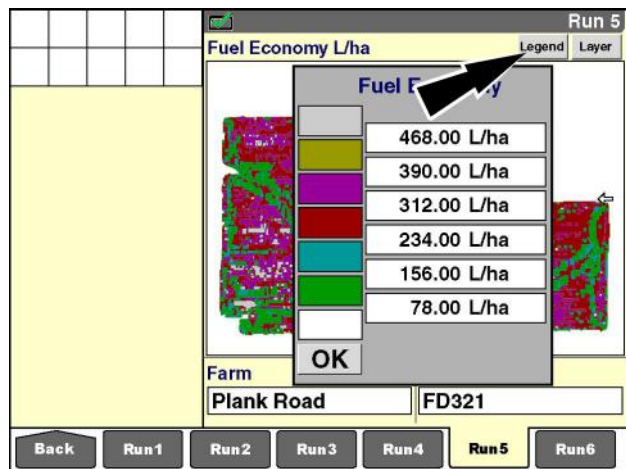 Run 5
Fuel Economy L/ha
Legend
Layer
468.00 L/ha
390.00 L/ha
312.00 L/ha
234.00 L/ha
156.00 L/ha
78.00 L/ha
OK
Farm
Plank Road
FD321
Back
Run1
Run2
Run3
Run4
Run5
Run6